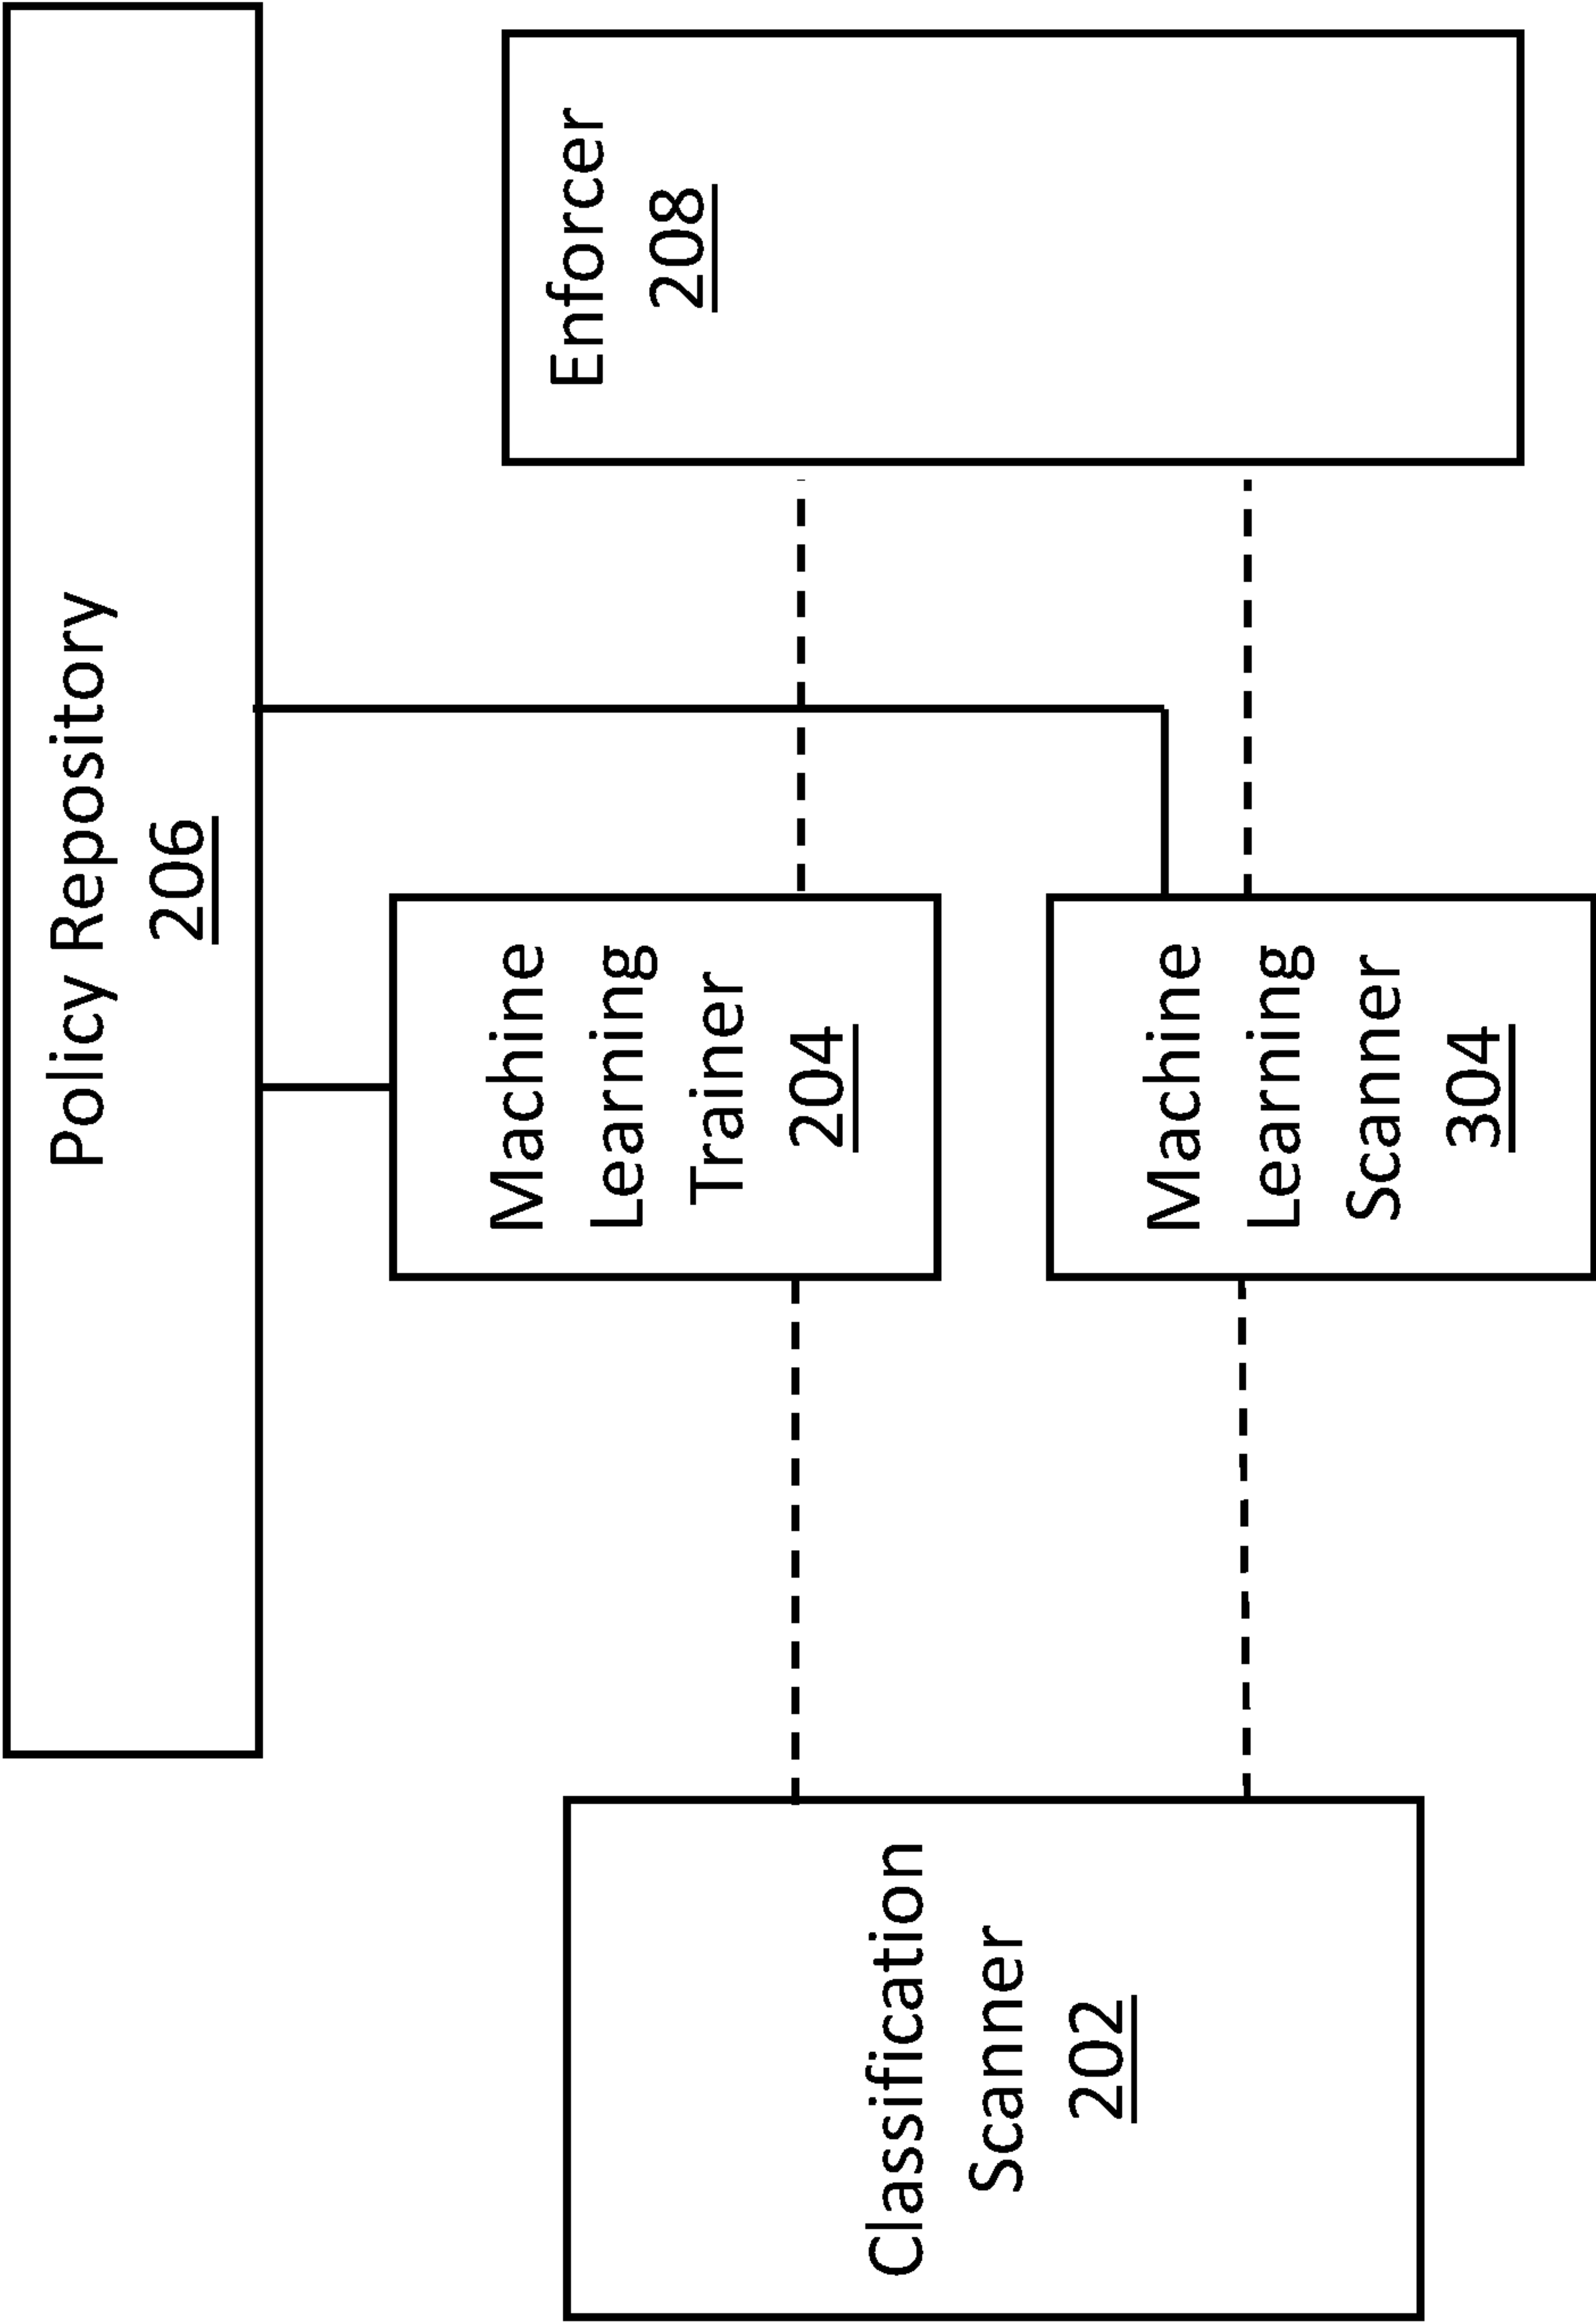 Policy Repository
206
Classification
Scanner
202
Machine
Learning
Trainer
204
Machine
Learning
Scanner
304
Enforcer
208